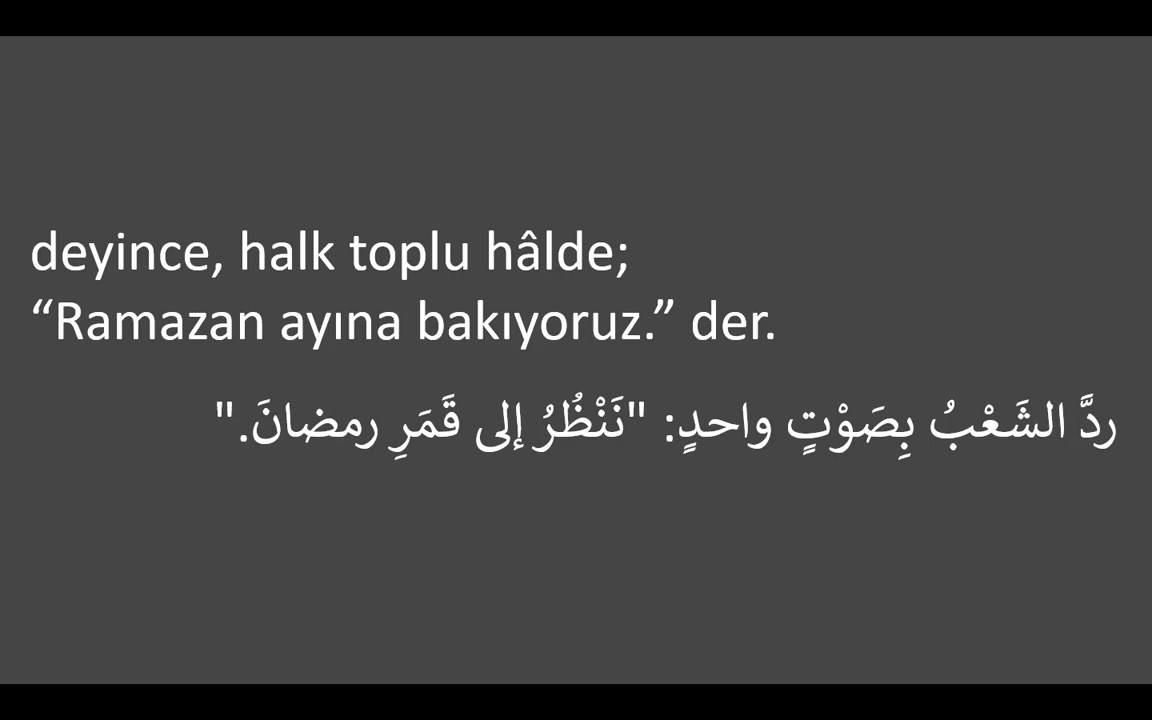 deyince, halk toplu hâlde;
“Ramazan ayına bakıyoruz.” der.
ردَّ الشَعْبُ بِصَوْتٍ واحدٍ: "نَنْظُرُ إلى قَمَرِ رمضانَ."